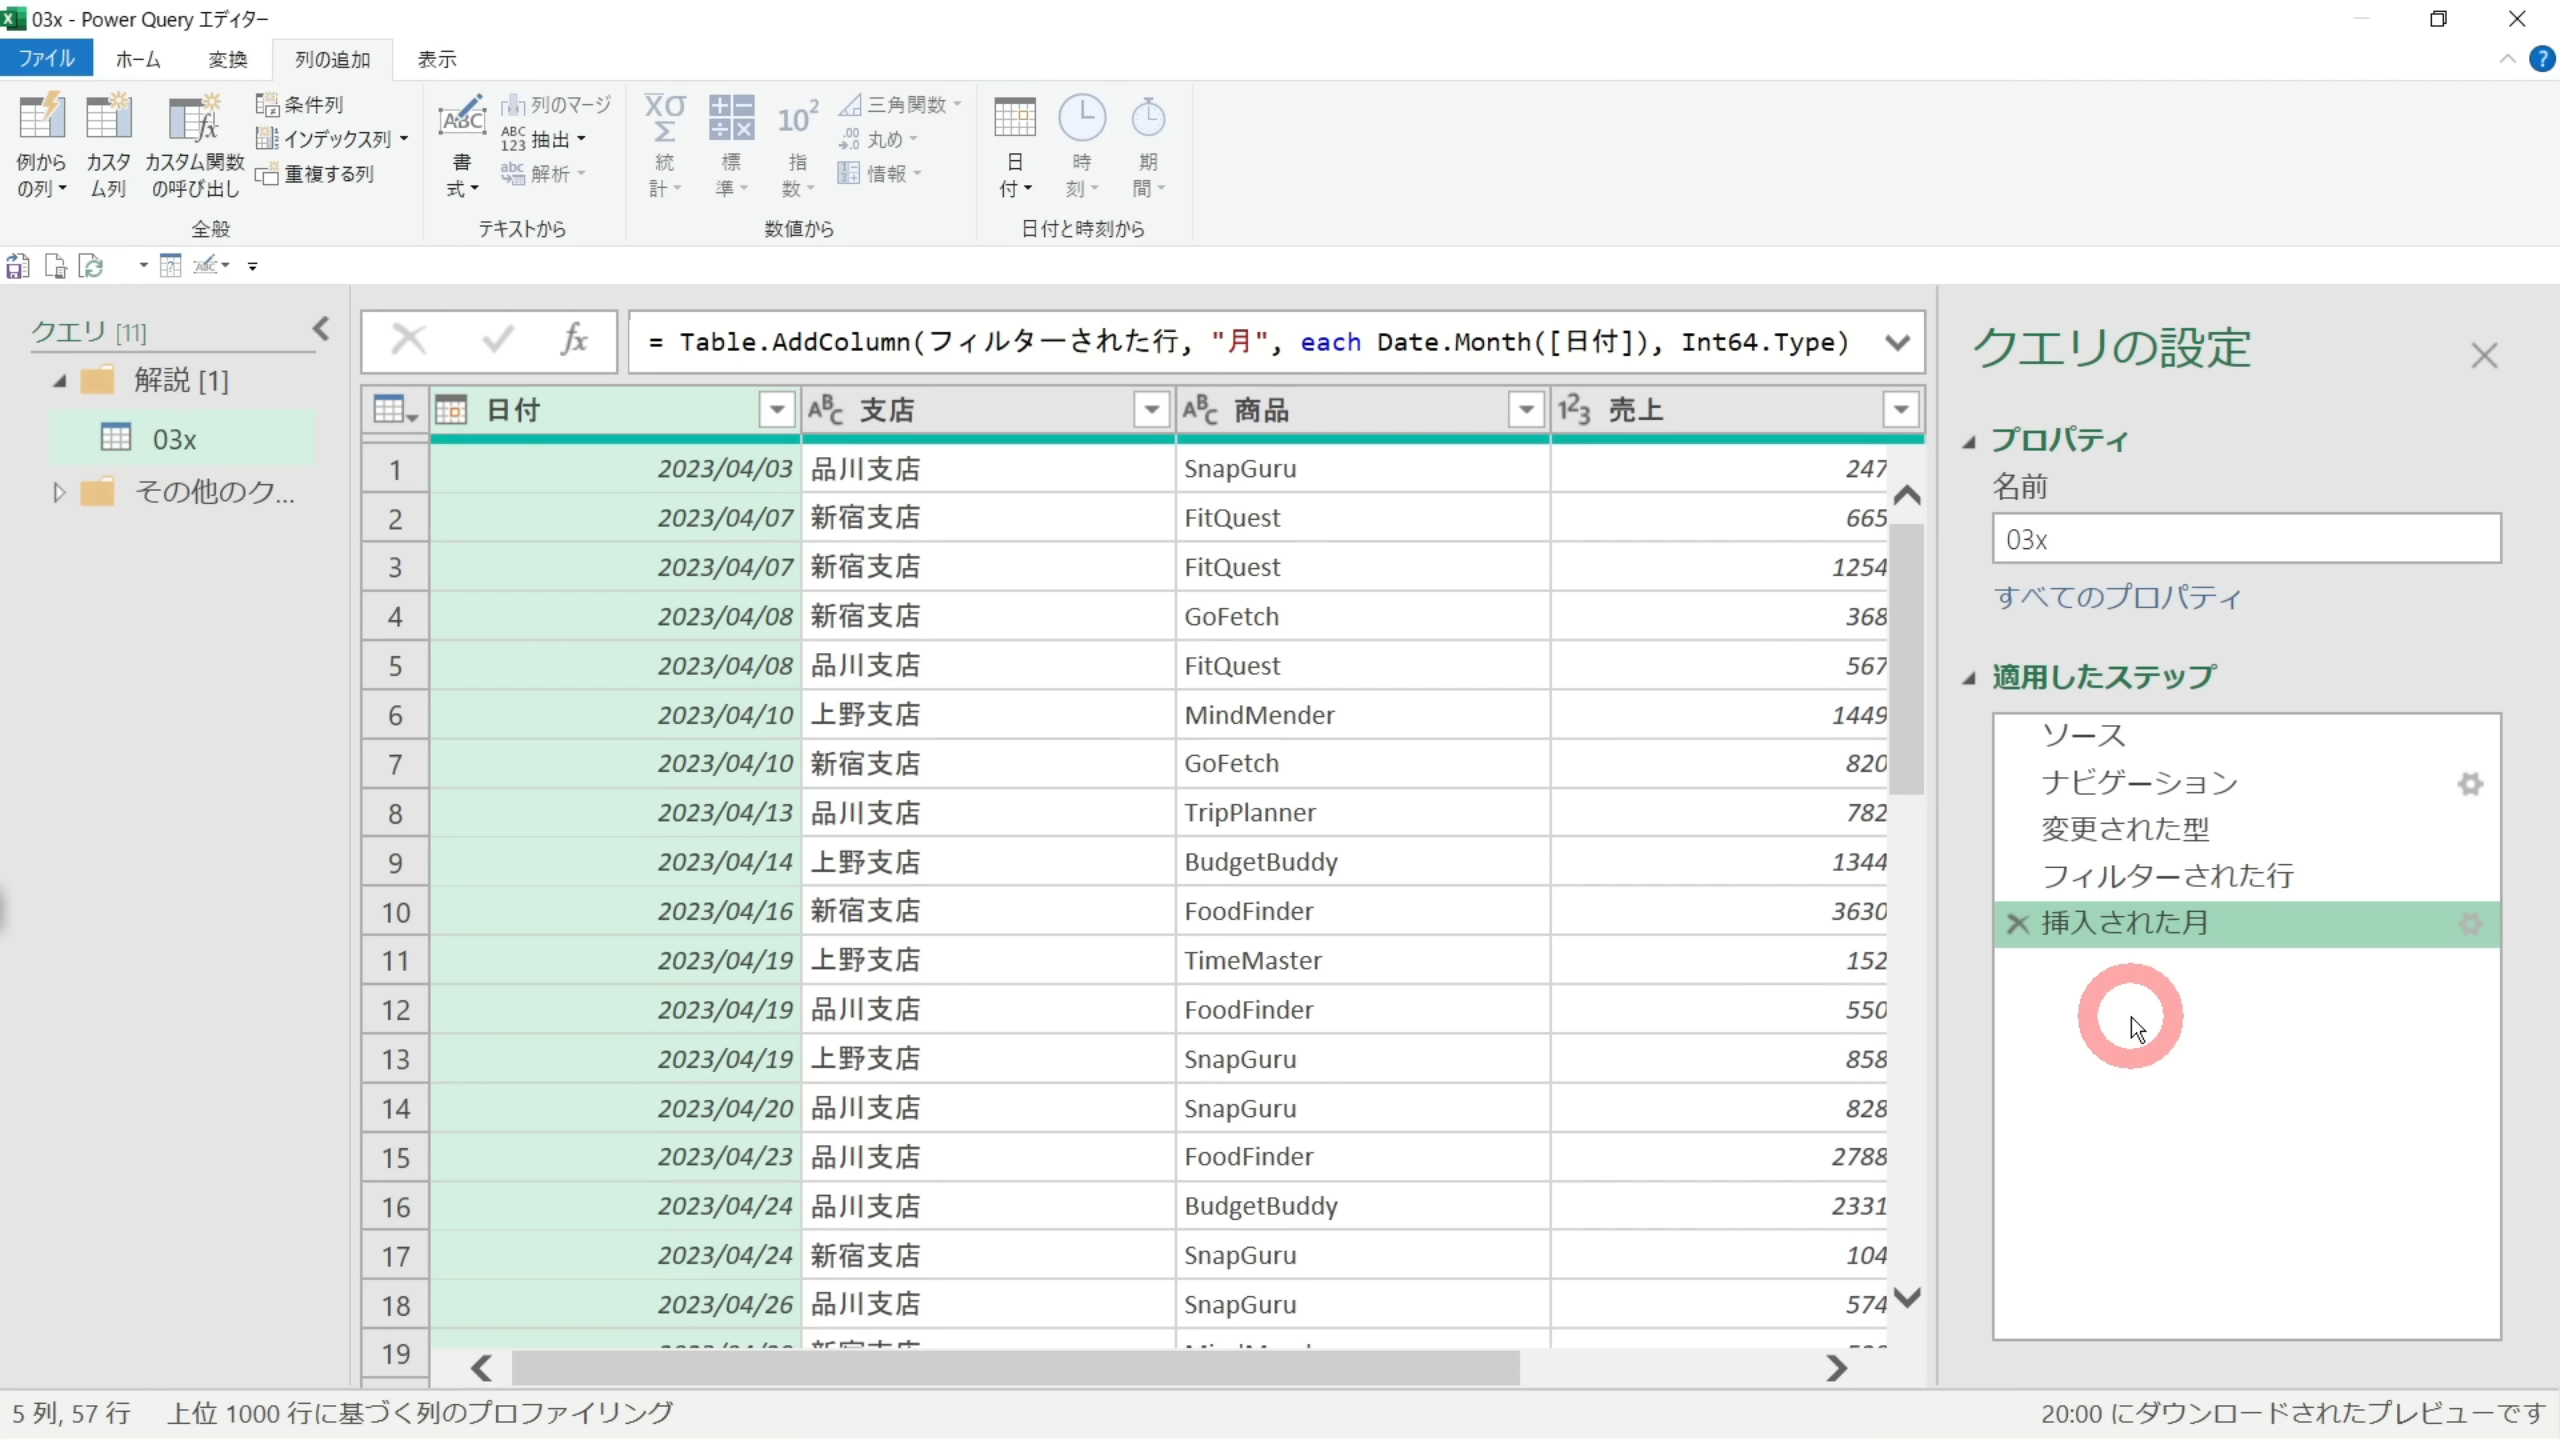 03x - Power Query エディター
ファイル ホーム 変換 列の追加 表示
例から
の列
カスタ
ム列
カスタム関数
の呼び出し
条件列
インデックス列
重複する列
全般
書
式
列のマージ
抽出
解析
テキストから
統
計
標
準
指
数
三角関数
丸め
情報
数値から
日
付
時
刻
期
間
日付と時刻から
クエリ [11]
解説 [1]
03x
その他のク...
= Table.AddColumn(フィルターされた行, "月", each Date.Month([日付]), Int64.Type)
日付 支店 商品 売上
1 2023/04/03 品川支店 SnapGuru 247
2 2023/04/07 新宿支店 FitQuest 665
3 2023/04/07 新宿支店 FitQuest 1254
4 2023/04/08 新宿支店 GoFetch 368
5 2023/04/08 品川支店 FitQuest 567
6 2023/04/10 上野支店 MindMender 1449
7 2023/04/10 新宿支店 GoFetch 820
8 2023/04/13 品川支店 TripPlanner 782
9 2023/04/14 上野支店 BudgetBuddy 1344
10 2023/04/16 新宿支店 FoodFinder 3630
11 2023/04/19 上野支店 TimeMaster 152
12 2023/04/19 品川支店 FoodFinder 550
13 2023/04/19 上野支店 SnapGuru 858
14 2023/04/20 品川支店 SnapGuru 828
15 2023/04/23 品川支店 FoodFinder 2788
16 2023/04/24 品川支店 BudgetBuddy 2331
17 2023/04/24 新宿支店 SnapGuru 104
18 2023/04/26 品川支店 SnapGuru 574
19
クエリの設定
プロパティ
名前
03x
すべてのプロパティ
適用したステップ
ソース
ナビゲーション
変更された型
フィルターされた行
挿入された月
5 列, 57 行 上位 1000 行に基づく列のプロファイリング
20:00 にダウンロードされたプレビューです